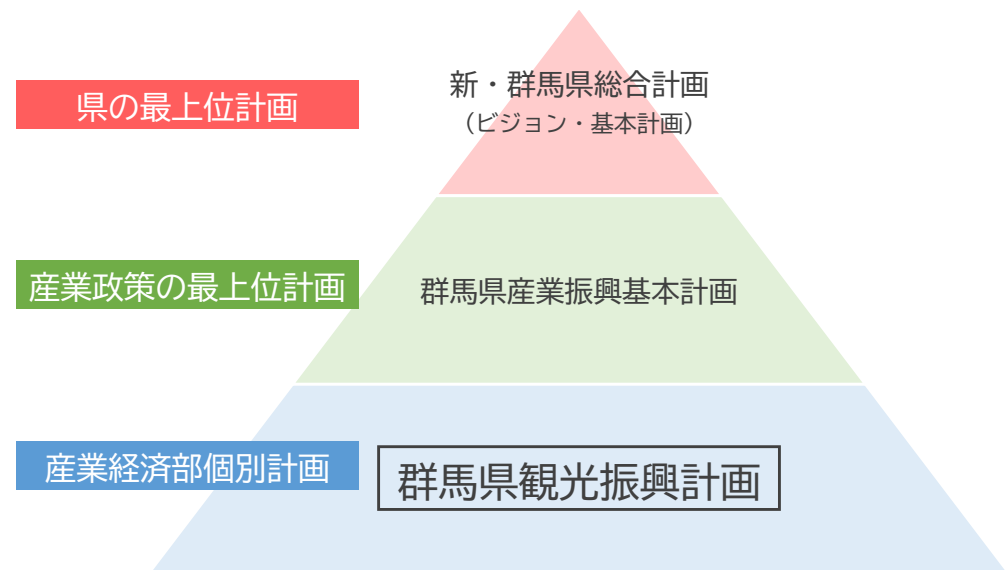 県の最上位計画
新・群馬県総合計画
（ビジョン・基本計画）
産業政策の最上位計画
群馬県産業振興基本計画
産業経済部個別計画
群馬県観光振興計画